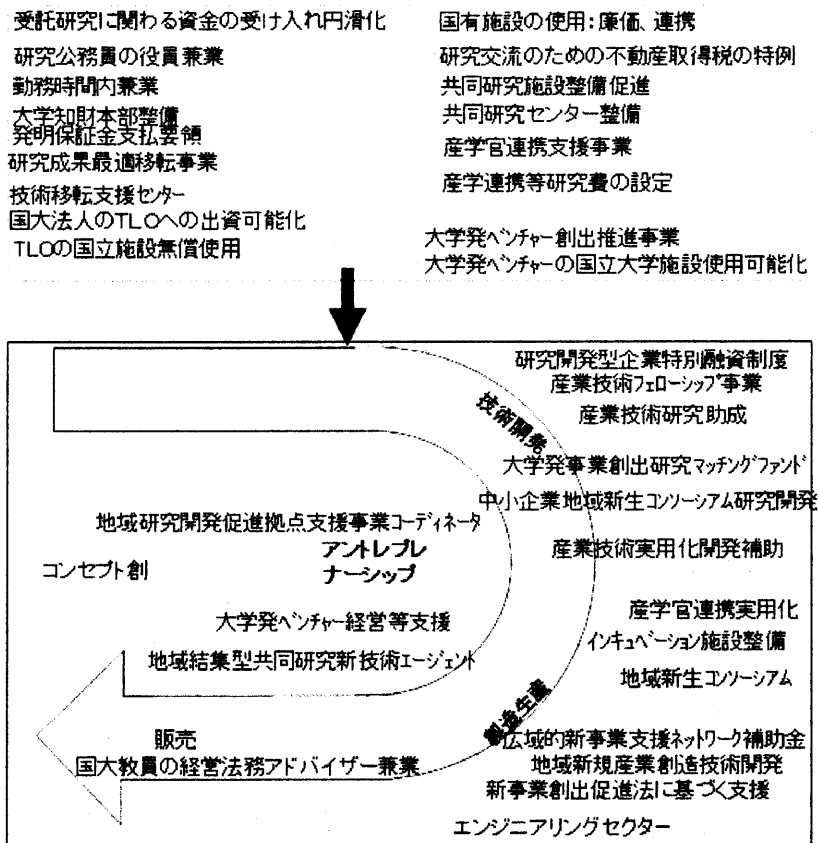 受託研究に関わる資金の受け入れ円滑化
研究公務員の役員兼業
勤務時間内兼業
大学知財本部整備
発明保証金支払要領
研究成果最適移転事業
技術移転支援センター
国大法人のTLOへの出資可能化
TLOの国立施設無償使用
国有施設の使用:廉価、連携
研究交流のための不動産取得税の特例
共同研究施設整備促進
共同研究センター整備
産学官連携支援事業
産学連携等研究費の設定
大学発ベンチャー創出推進事業
大学発ベンチャーの国立大学施設使用可能化
研究開発型企業特別融資制度
産業技術フェローシップ事業
技術開発
産業技術研究助成
大学発事業創出研究マッチングファンド
中小企業地域新生コンソーシアム研究開発
地域研究開発促進拠点支援事業コーディネータ
アントレプレ
ナーシップ
コンセプト創
産業技術実用化開発補助
大学発ベンチャー経営等支援
産学官連携実用化
インキュベーション施設整備
地域結集型共同研究新技術エージェント
地域新生コンソーシアム
製造生産
販売
広域的新事業支援ネットワーク補助金
国大教員の経営法務アドバイザー兼業
地域新規産業創造技術開発
新事業創出促進法に基づく支援
エンジニアリングセクター